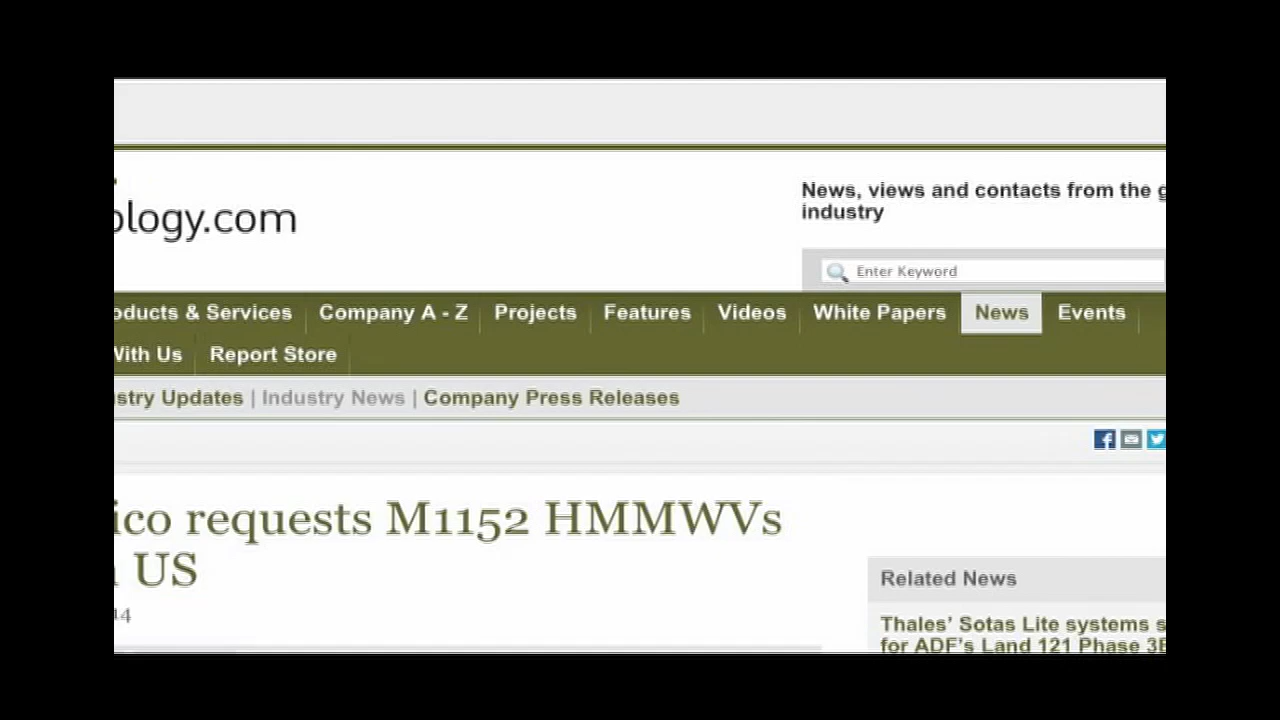 ology.com
News, views and contacts from the
industry
Enter Keyword
oducts & Services Company A - Z Projects Features Videos White Papers News Events
With Us Report Store
stry Updates | Industry News | Company Press Releases
ico requests M1152 HMMWVs
US
14
Related News
Thales' Sotas Lite systems
for ADF's Land 121 Phase